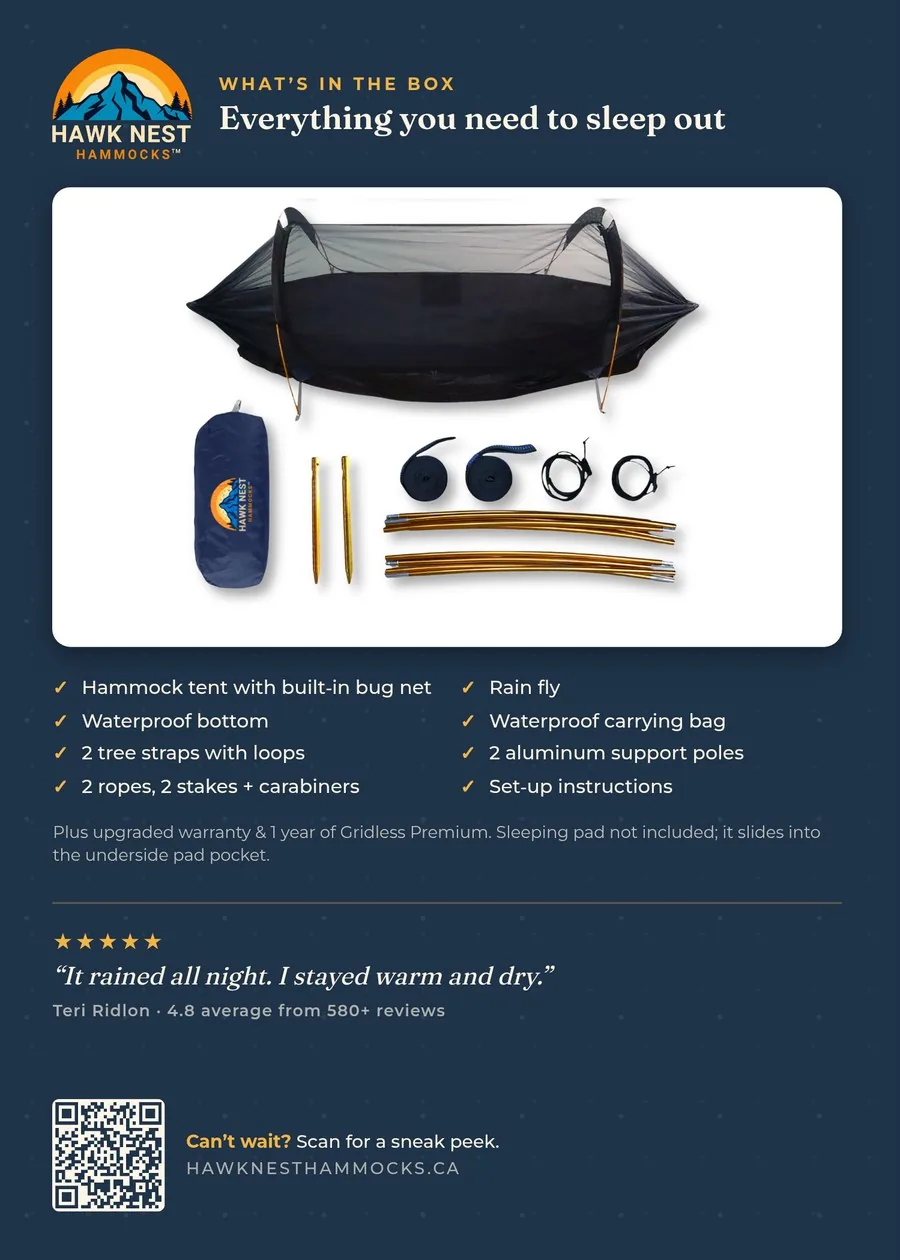 WHAT'S IN THE BOX
Everything you need to sleep out
HAWK NEST
HAMMOCKS™
HAWK NEST
HAMMOCKS™
✓ Hammock tent with built-in bug net
✓ Rain fly
✓ Waterproof bottom
✓ Waterproof carrying bag
✓ 2 tree straps with loops
✓ 2 aluminum support poles
✓ 2 ropes, 2 stakes + carabiners
✓ Set-up instructions
Plus upgraded warranty & 1 year of Gridless Premium. Sleeping pad not included; it slides into
the underside pad pocket.
★★★★★
“It rained all night. I stayed warm and dry.”
Teri Ridlon · 4.8 average from 580+ reviews
Can’t wait? Scan for a sneak peek.
HAWKNESTHAMMOCKS.CA